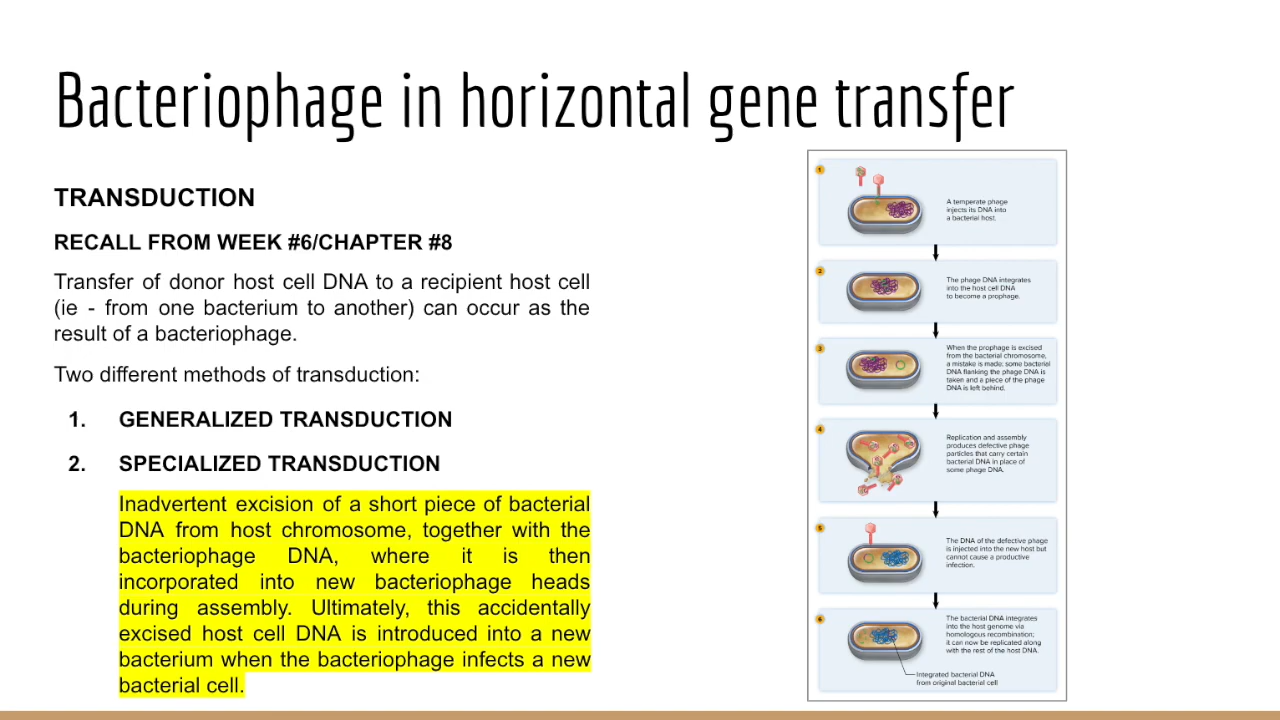 Bacteriophage in horizontal gene transfer
TRANSDUCTION
RECALL FROM WEEK #6/CHAPTER #8
Transfer of donor host cell DNA to a recipient host cell
(ie - from one bacterium to another) can occur as the
result of a bacteriophage.
Two different methods of transduction:
1. GENERALIZED TRANSDUCTION
2. SPECIALIZED TRANSDUCTION
Inadvertent excision of a short piece of bacterial
DNA from host chromosome, together with the
bacteriophage DNA, where it is then
incorporated into new bacteriophage heads
during assembly. Ultimately, this accidentally
excised host cell DNA is introduced into a new
bacterium when the bacteriophage infects a new
bacterial cell.
1
A temperate phage
injects its DNA into
a bacterial host.
2
The phage DNA integrates
into the host cell DNA
to become a prophage.
3
When the prophage is excised
from the bacterial chromosome,
a mistake is made: some bacterial
DNA flanking the phage DNA is
taken and a piece of the phage
DNA is left behind.
4
Replication and assembly
produces defective phage
particles that carry certain
bacterial DNA in place of
some phage DNA.
5
The DNA of the defective phage
is injected into the new host but
cannot cause a productive
infection.
6
The bacterial DNA integrates
into the host genome via
homologous recombination;
it can now be replicated along
with the rest of the host DNA.
Integrated bacterial DNA
from original bacterial cell